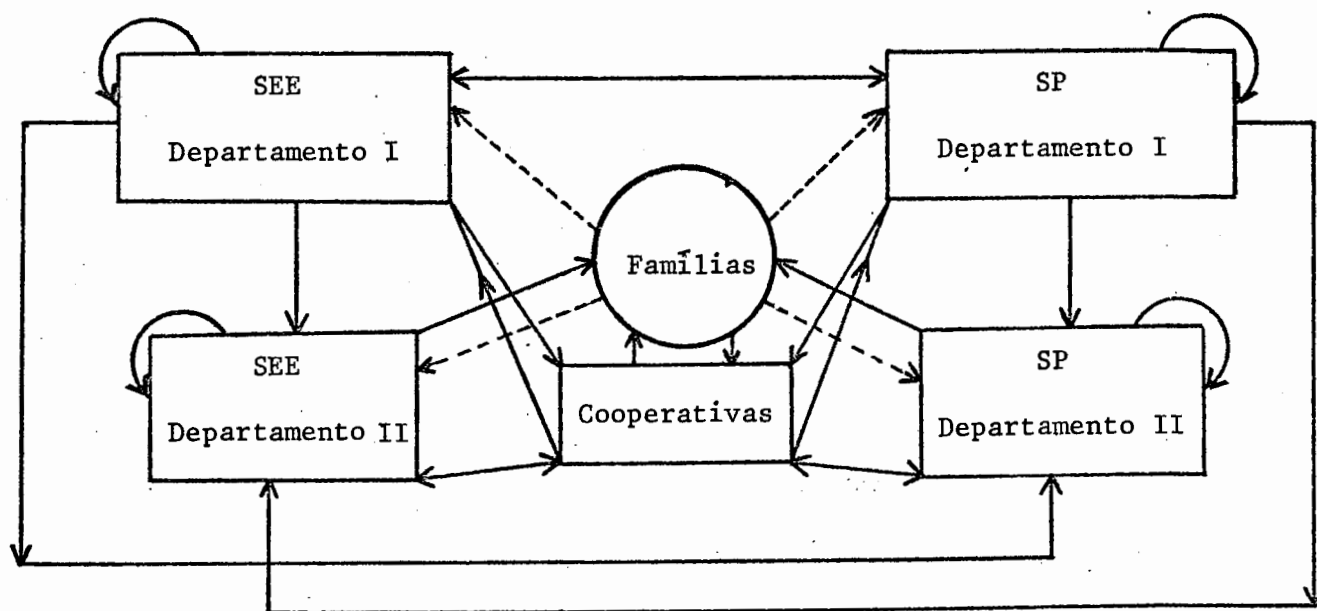 SEE
Departamento I
SP
Departamento I
Famílias
SEE
Departamento II
Cooperativas
SP
Departamento II